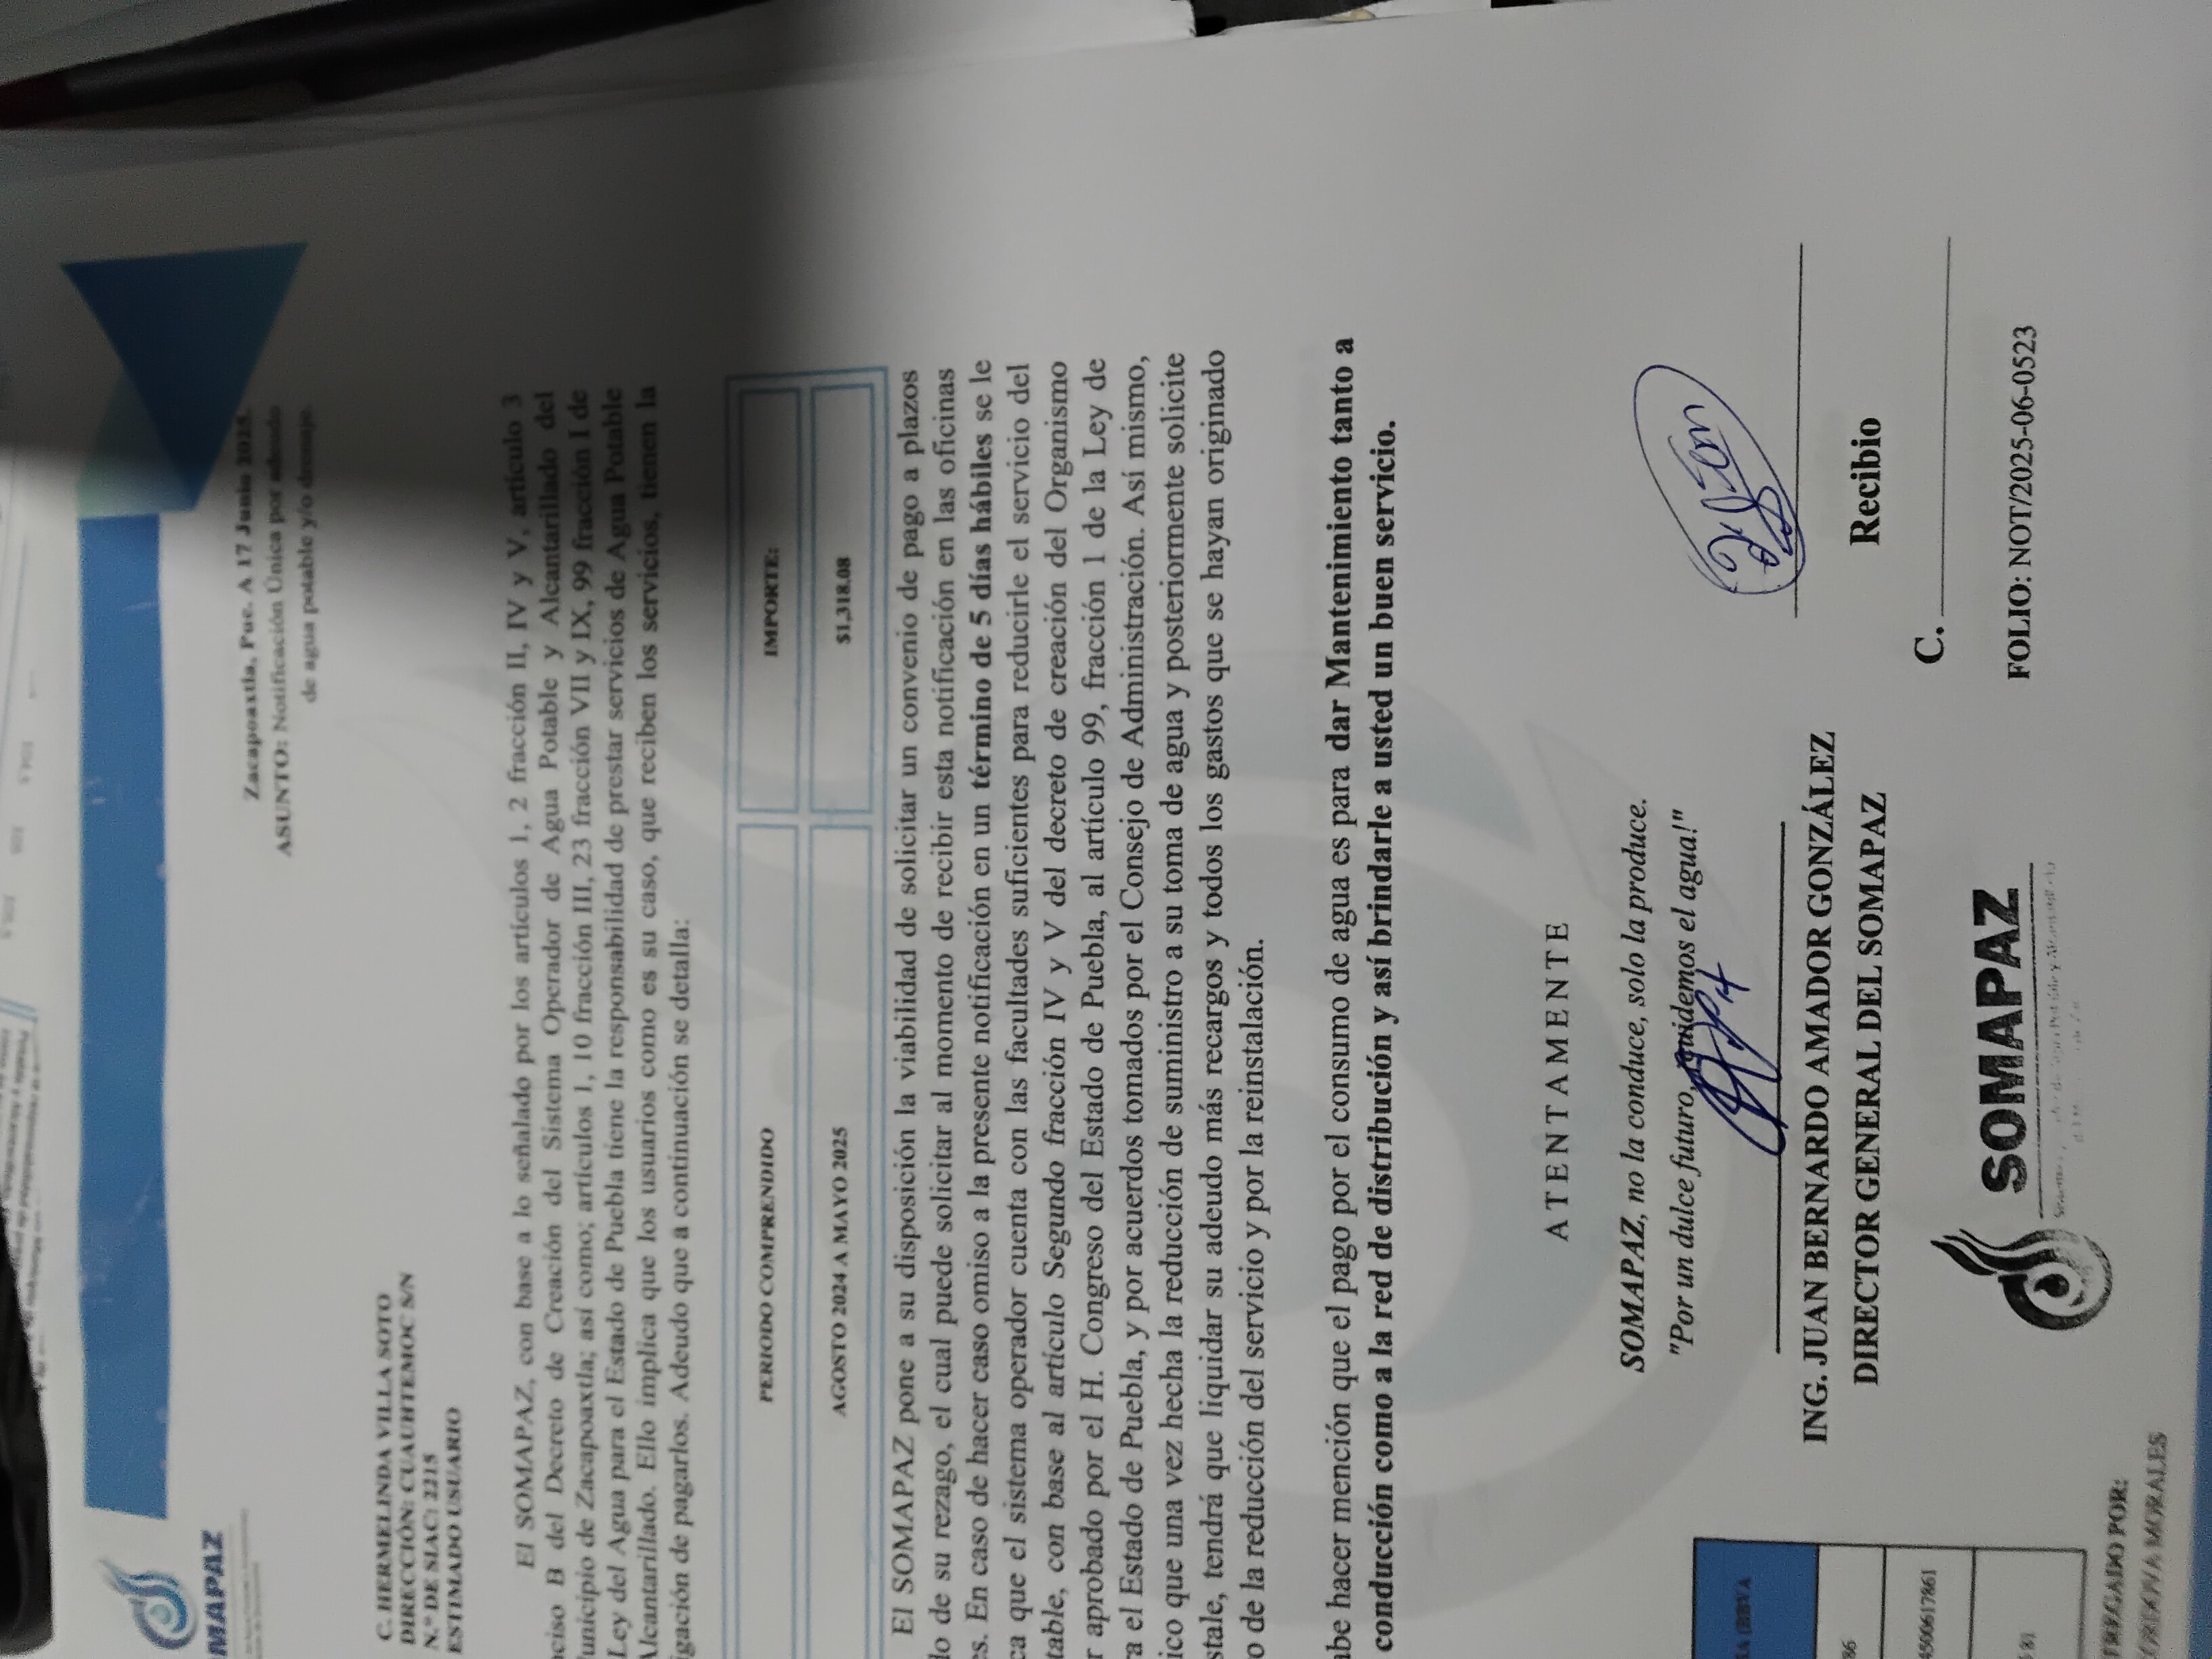 MAPAZ
Zacapoaxtla, Pue. A 17 Junio 2025.
ASUNTO: Notificación Única por adeudo
de agua potable y/o drenaje.
C. HERMELINDA VILLA SOTO
DIRECCIÓN: CUAUHTEMOC S/N
N.° DE SIAC: 2215
ESTIMADO USUARIO
El SOMAPAZ, con base a lo señalado por los artículos 1, 2 fracción II, IV y V, artículo 3
nciso B del Decreto de Creación del Sistema Operador de Agua Potable y Alcantarillado del
unicipio de Zacapoaxtla; así como; artículos 1, 10 fracción III, 23 fracción VII y IX, 99 fracción I de
Ley del Agua para el Estado de Puebla tiene la responsabilidad de prestar servicios de Agua Potable
Alcantarillado. Ello implica que los usuarios como es su caso, que reciben los servicios, tienen la
igación de pagarlos. Adeudo que a continuación se detalla:
PERIODO COMPRENDIDO IMPORTE:
AGOSTO 2024 A MAYO 2025 $1,318.08
El SOMAPAZ pone a su disposición la viabilidad de solicitar un convenio de pago a plazos
do de su rezago, el cual puede solicitar al momento de recibir esta notificación en las oficinas
es. En caso de hacer caso omiso a la presente notificación en un término de 5 días hábiles se le
ca que el sistema operador cuenta con las facultades suficientes para reducirle el servicio del
table, con base al artículo Segundo fracción IV y V del decreto de creación del Organismo
r aprobado por el H. Congreso del Estado de Puebla, al artículo 99, fracción 1 de la Ley de
ra el Estado de Puebla, y por acuerdos tomados por el Consejo de Administración. Así mismo,
ico que una vez hecha la reducción de suministro a su toma de agua y posteriormente solicite
stale, tendrá que liquidar su adeudo más recargos y todos los gastos que se hayan originado
o de la reducción del servicio y por la reinstalación.
abe hacer mención que el pago por el consumo de agua es para dar Mantenimiento tanto a
conducción como a la red de distribución y así brindarle a usted un buen servicio.
ATENTAMENTE
SOMAPAZ, no la conduce, solo la produce.
"Por un dulce futuro, ¡cuidemos el agua!"
ING. JUAN BERNARDO AMADOR GONZÁLEZ
DIRECTOR GENERAL DEL SOMAPAZ
Recibio
C.
FOLIO: NOT/2025-06-0523
SOMAPAZ
(BBVA
86
4500617861
81
TREGADO POR:
CORDOVA MORALES